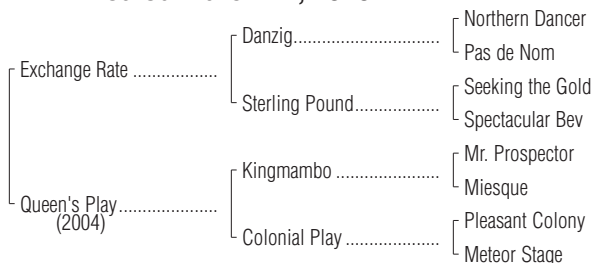 Northern Dancer
Danzig
Pas de Nom
Exchange Rate
Seeking the Gold
Sterling Pound
Spectacular Bev
Mr. Prospector
Kingmambo
Miesque
Queen's Play
(2004)
Pleasant Colony
Colonial Play
Meteor Stage